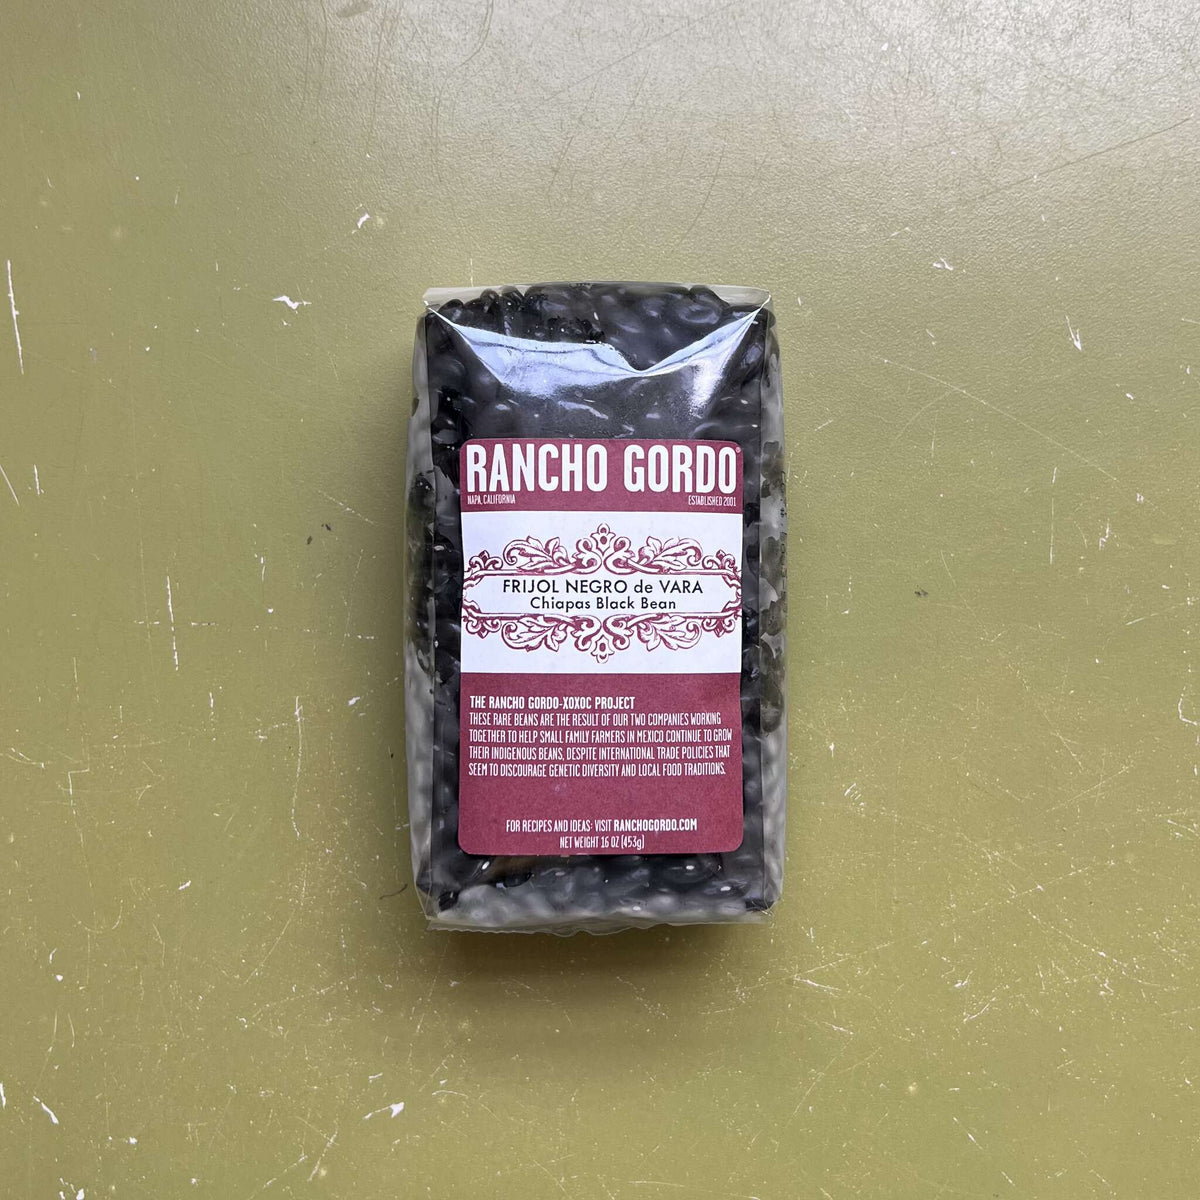 RANCHO GORDO®
NAPA, CALIFORNIA ESTABLISHED 2001
FRIJOL NEGRO de VARA
Chiapas Black Bean
THE RANCHO GORDO-XOXOC PROJECT
THESE RARE BEANS ARE THE RESULT OF OUR TWO COMPANIES WORKING
TOGETHER TO HELP SMALL FAMILY FARMERS IN MEXICO CONTINUE TO GROW
THEIR INDIGENOUS BEANS, DESPITE INTERNATIONAL TRADE POLICIES THAT
SEEM TO DISCOURAGE GENETIC DIVERSITY AND LOCAL FOOD TRADITIONS.
FOR RECIPES AND IDEAS: VISIT RANCHOGORDO.COM
NET WEIGHT 16 OZ (453g)